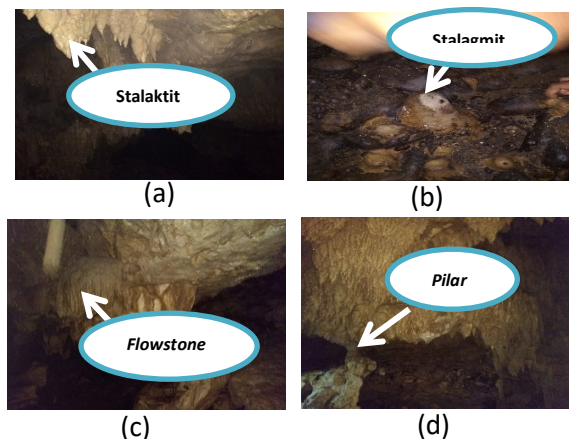 Stalaktit
Stalagmit
(a)
(b)
Flowstone
Pilar
(c)
(d)